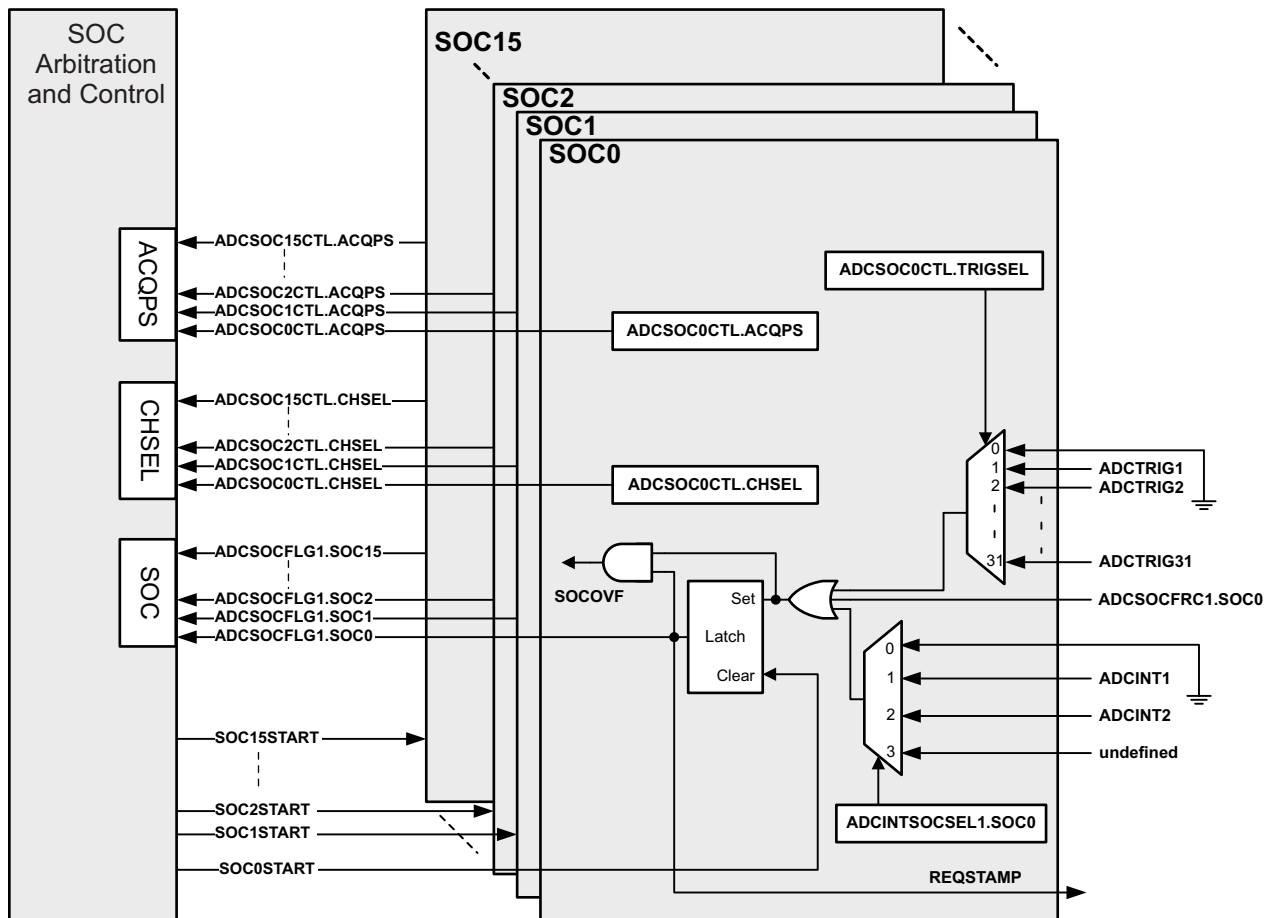 SOC
Arbitration
and Control
SOC15
SOC2
SOC1
SOC0
ACQPS
ADCSOC15CTL.ACQPS
ADCSOC2CTL.ACQPS
ADCSOC1CTL.ACQPS
ADCSOC0CTL.ACQPS
ADCSOC0CTL.ACQPS
ADCSOC0CTL.TRIGSEL
CHSEL
ADCSOC15CTL.CHSEL
ADCSOC2CTL.CHSEL
ADCSOC1CTL.CHSEL
ADCSOC0CTL.CHSEL
ADCSOC0CTL.CHSEL
0
1
2
31
ADCTRIG1
ADCTRIG2
ADCTRIG31
SOC
ADCSOCFLG1.SOC15
ADCSOCFLG1.SOC2
ADCSOCFLG1.SOC1
ADCSOCFLG1.SOC0
SOCOVF
Set
Latch
Clear
ADCSOCFRC1.SOC0
0
1
2
3
ADCINT1
ADCINT2
undefined
ADCINTSOCSEL1.SOC0
SOC15START
SOC2START
SOC1START
SOC0START
REQSTAMP